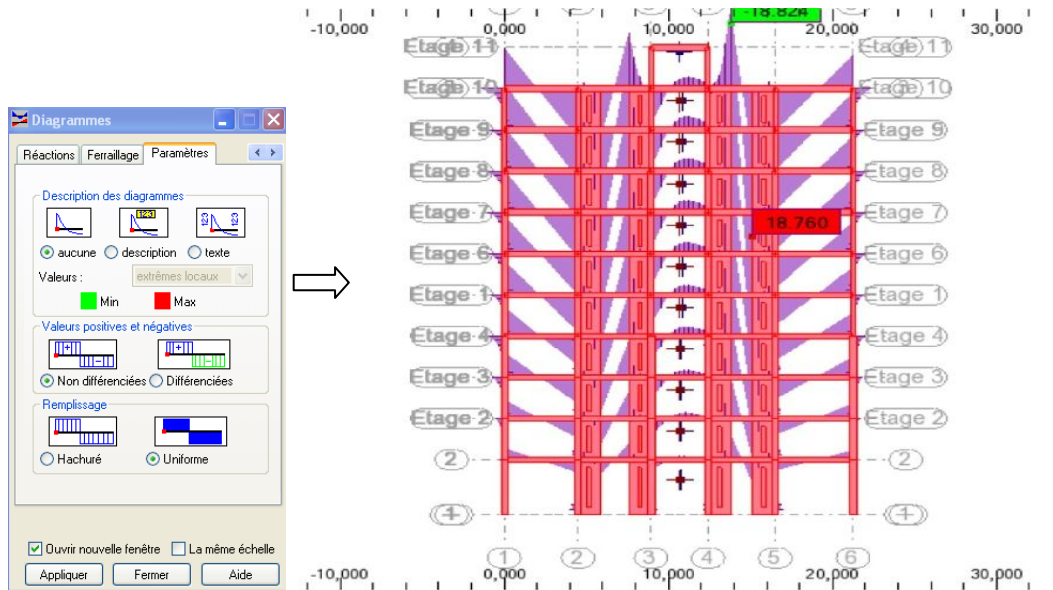 Diagrammes
Réactions Ferraillage Paramètres
Description des diagrammes
123 123 123
aucune description texte
Valeurs : extrêmes locaux
Min Max
Valeurs positives et négatives
Non différenciées Différenciées
Remplissage
Hachuré Uniforme
Ouvrir nouvelle fenêtre La même échelle
Appliquer Fermer Aide
-18.824
-10,000 0,000 10,000 20,000 30,000
Etage 11 Etage 11
Etage 10 Etage 10
Etage 9 Etage 9
Etage 8 Etage 8
Etage 7 Etage 7
18.760
Etage 6 Etage 6
Etage 1 Etage 1
Etage 4 Etage 4
Etage 3 Etage 3
Etage 2 Etage 2
2 2
1 2 3 4 5 6
-10,000 0,000 10,000 20,000 30,000